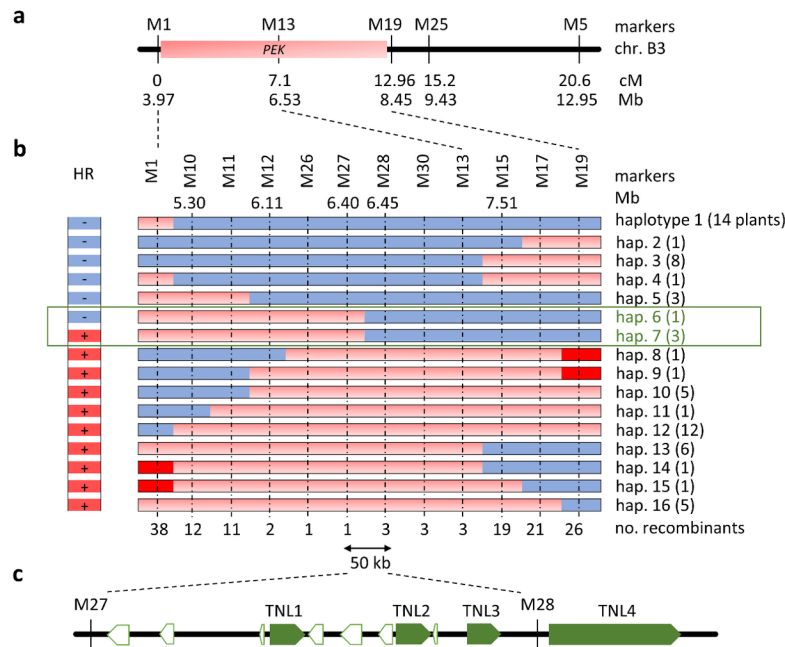 a
M1 M13 M19 M25 M5 markers
PEK chr. B3
0 7.1 12.96 15.2 20.6 cM
3.97 6.53 8.45 9.43 12.95 Mb
b
HR M1 M10 M11 M12 M26 M27 M28 M30 M13 M15 M17 M19 markers
5.30 6.11 6.40 6.45 7.51 Mb
- haplotype 1 (14 plants)
- hap. 2 (1)
- hap. 3 (8)
- hap. 4 (1)
- hap. 5 (3)
- hap. 6 (1)
+ hap. 7 (3)
+ hap. 8 (1)
+ hap. 9 (1)
+ hap. 10 (5)
+ hap. 11 (1)
+ hap. 12 (12)
+ hap. 13 (6)
+ hap. 14 (1)
+ hap. 15 (1)
+ hap. 16 (5)
38 12 11 2 1 1 3 3 3 19 21 26 no. recombinants
50 kb
c
M27 TNL1 TNL2 TNL3 M28 TNL4